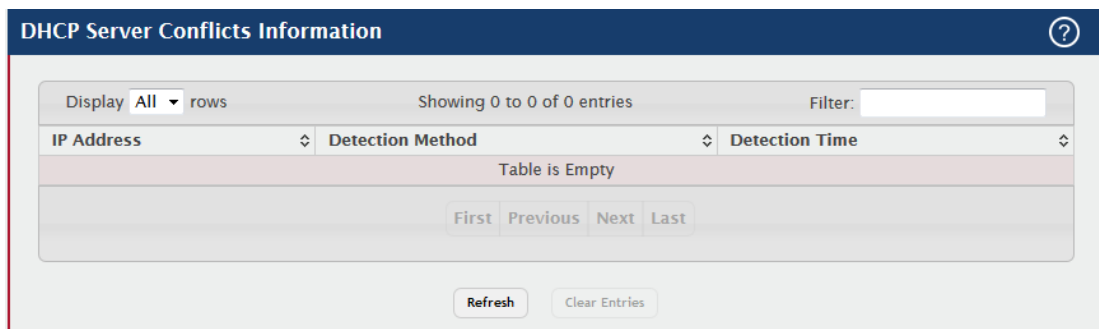 DHCP Server Conflicts Information ?
Display All rows Showing 0 to 0 of 0 entries Filter:
IP Address Detection Method Detection Time
Table is Empty
First Previous Next Last
Refresh Clear Entries